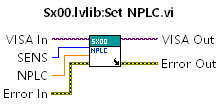 Sx00.lvlib:Set NPLC.vi
VISA In
SENS
NPLC
Error In
SX00
NPLC
VISA Out
Error Out